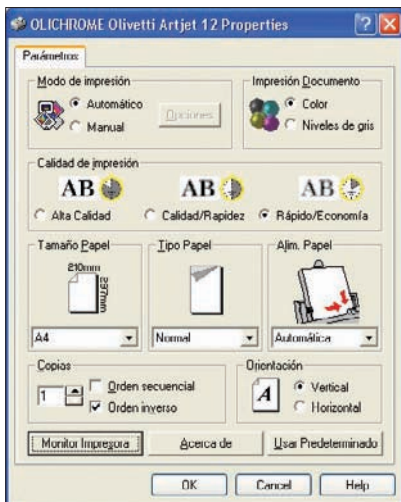 OLICHROME Olivetti Artjet 12 Properties
Parámetros
Modo de impresión
Automático
Manual
Opciones
Impresión Documento
Color
Niveles de gris
Calidad de impresión
AB AB AB
Alta Calidad Calidad/Rapidez Rápido/Economía
Tamaño Papel Tipo Papel Alim. Papel
210mm
297mm
A4 Normal Automática
Copias
1
Orden secuencial
Orden inverso
Orientación
A
Vertical
Horizontal
Monitor Impresora Acerca de Usar Predeterminado
OK Cancel Help